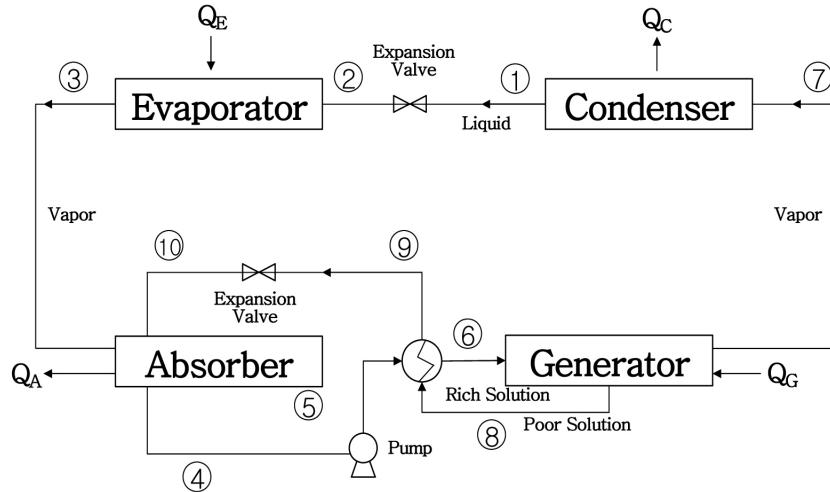 Q_E
Q_C
③
②
Expansion
Valve
①
⑦
Evaporator
Condenser
Liquid
Vapor
Vapor
⑩
⑨
Expansion
Valve
⑥
Absorber
Generator
Q_A
Q_G
⑤
Rich Solution
⑧
Poor Solution
Pump
④